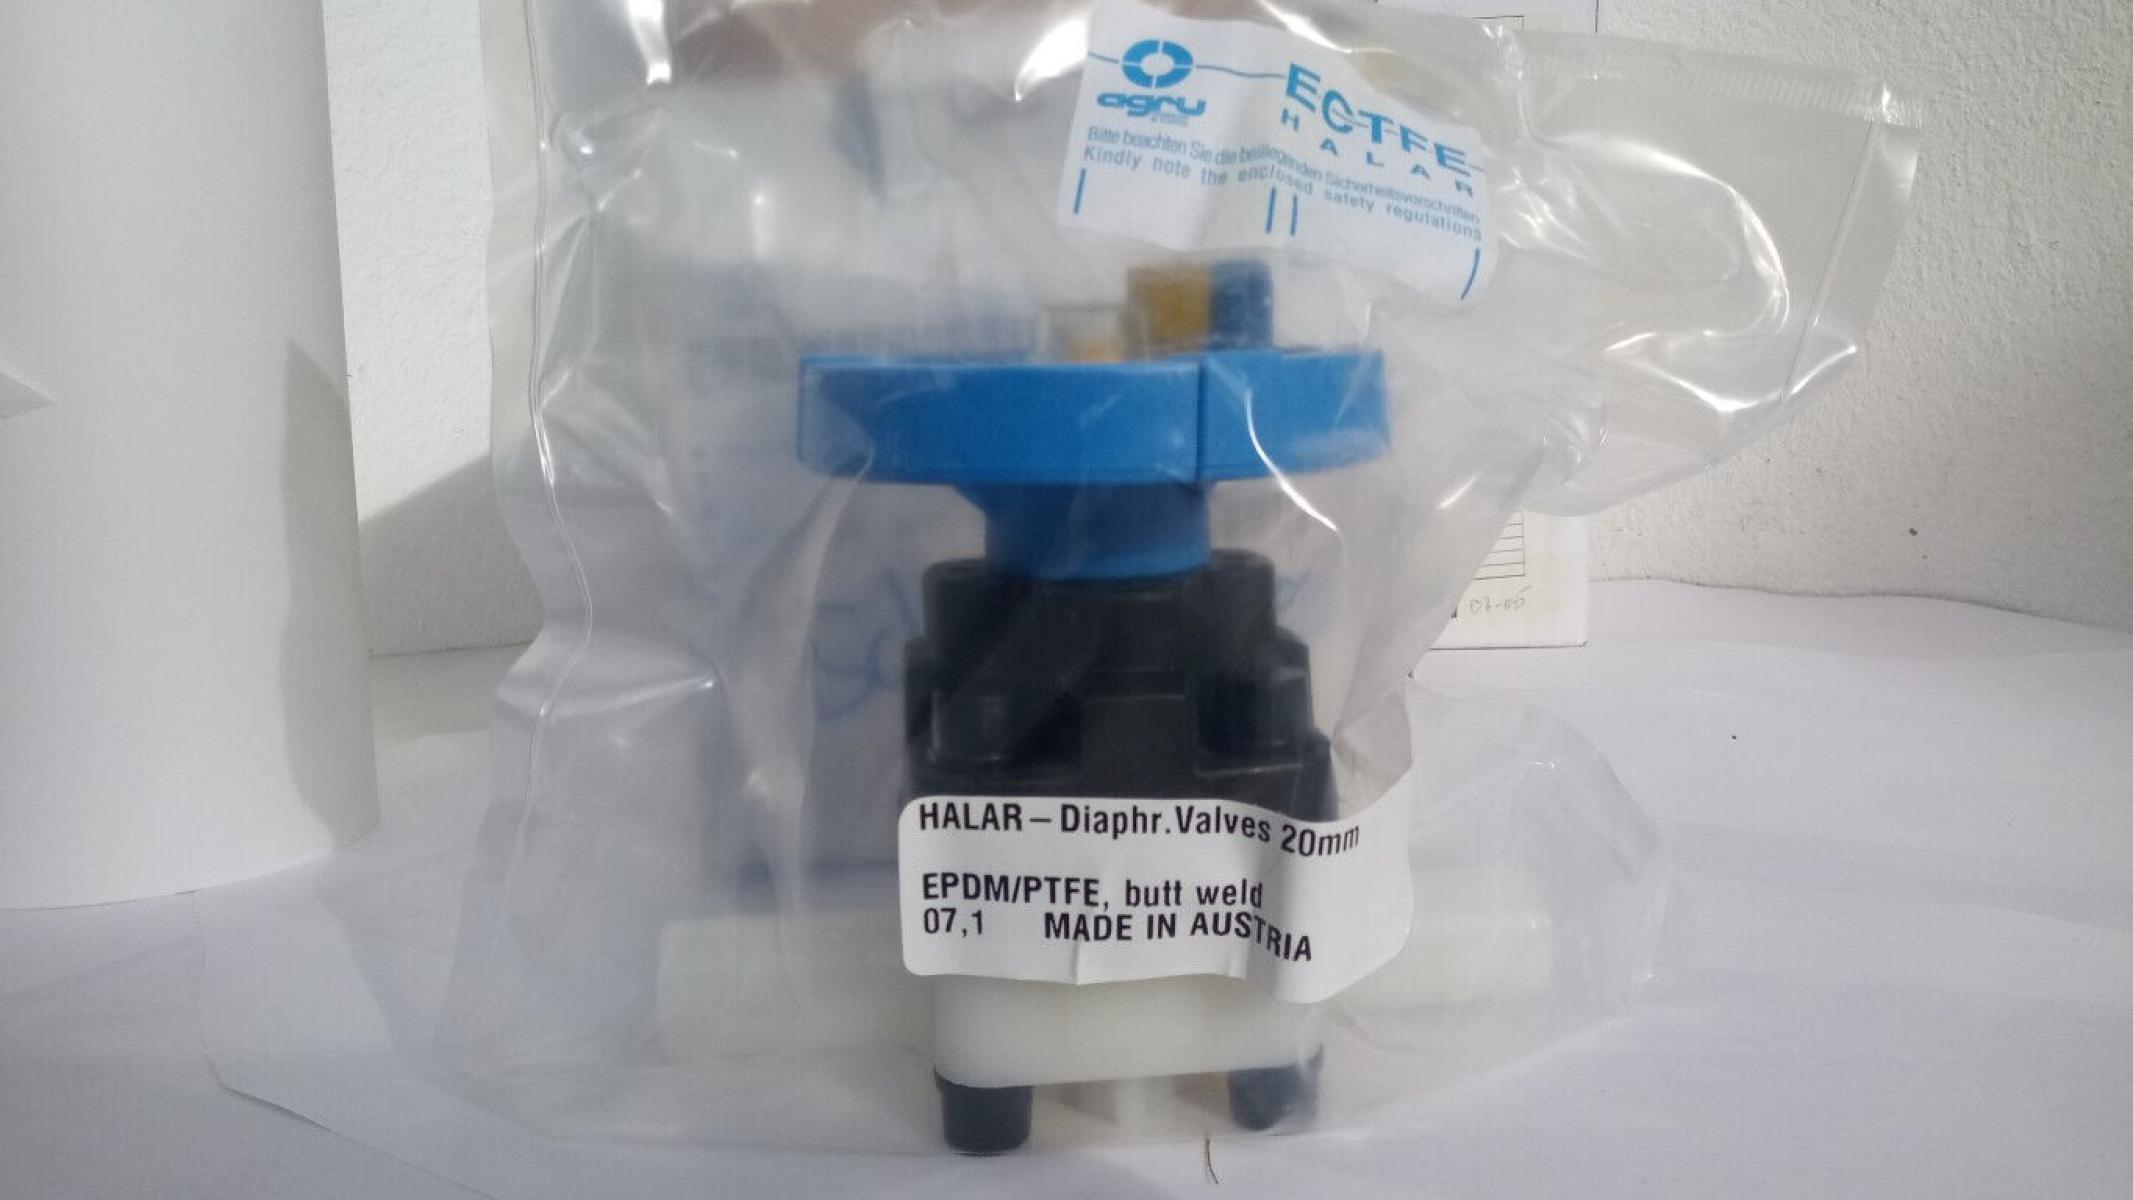 agru
ECTFE
HALAR
Bitte beachten Sie die beiliegenden Sicherheitsvorschriften
Kindly note the enclosed safety regulations
HALAR – Diaphr.Valves 20mm
EPDM/PTFE, butt weld
07,1 MADE IN AUSTRIA